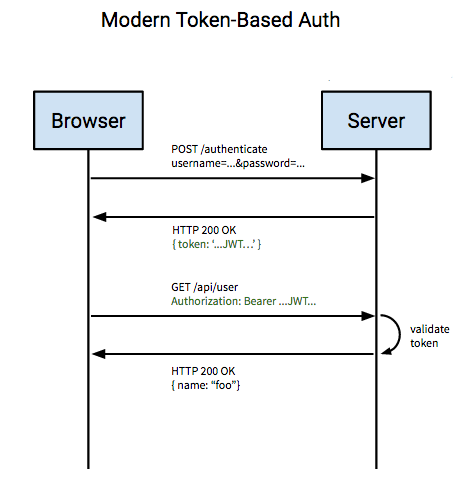 Modern Token-Based Auth
Browser
Server
POST /authenticate
username=...&password=...
HTTP 200 OK
{ token: ‘...JWT...’ }
GET /api/user
Authorization: Bearer ...JWT...
validate
token
HTTP 200 OK
{ name: “foo”}